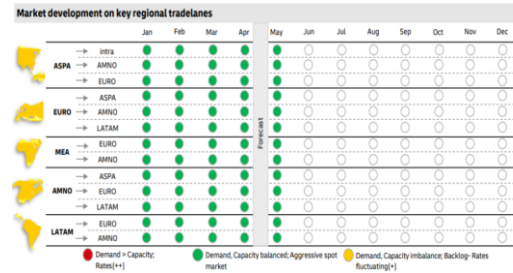 Market development on key regional tradelanes
Jan Feb Mar Apr May Jun Jul Aug Sep Oct Nov Dec
ASPA → intra
→ AMNO
→ EURO
EURO → ASPA
→ AMNO
→ LATAM
MEA → EURO
→ AMNO
AMNO → ASPA
→ EURO
→ LATAM
LATAM → EURO
→ AMNO
Forecast
Demand > Capacity;
Rates(++)
Demand, Capacity balanced; Aggressive spot
market
Demand, Capacity imbalance; Backlog- Rates
fluctuating(+)